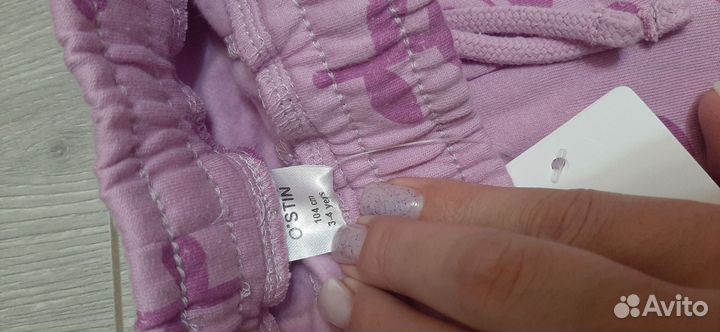 O'STIN
104 cm
3-4 years
Avito